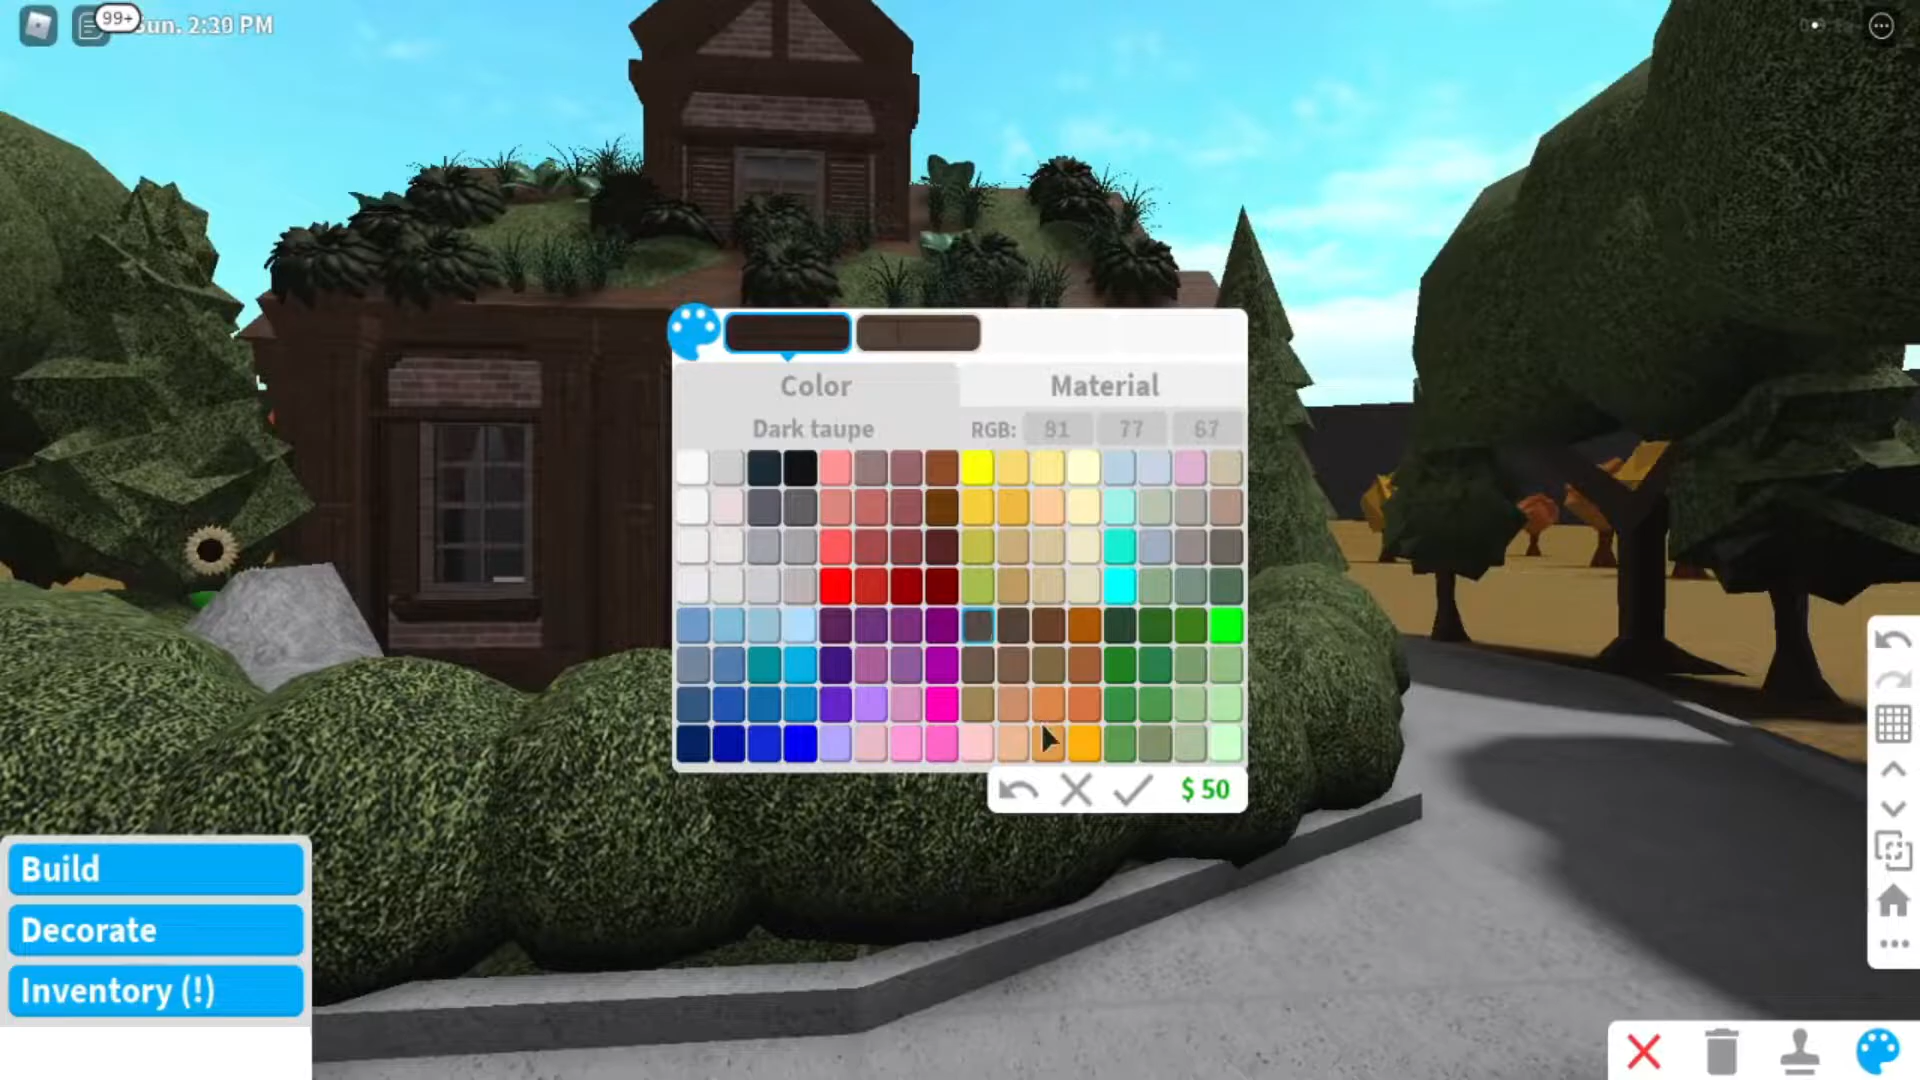 99+
Sun. 2:30 PM
Color
Material
Dark taupe
RGB: 81 77 67
$ 50
Build
Decorate
Inventory (!)